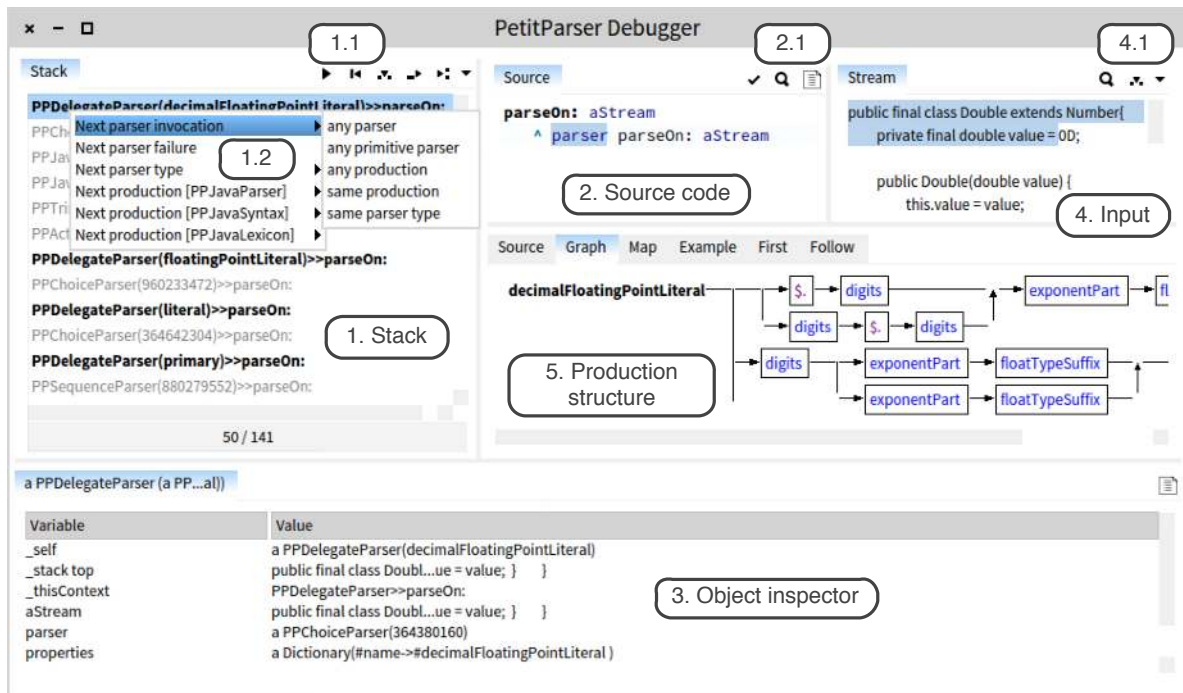 PetitParser Debugger
1.1
2.1
4.1
Stack
PPDelegateParser(decimalFloatingPointLiteral)>>parseOn:
PPCh
PPJav
PPJav
PPTri
PPAct
Next parser invocation
Next parser failure
Next parser type
Next production [PPJavaParser]
Next production [PPJavaSyntax]
Next production [PPJavaLexicon]
1.2
any parser
any primitive parser
any production
same production
same parser type
PPDelegateParser(floatingPointLiteral)>>parseOn:
PPChoiceParser(960233472)>>parseOn:
PPDelegateParser(literal)>>parseOn:
PPChoiceParser(364642304)>>parseOn:
PPDelegateParser(primary)>>parseOn:
PPSequenceParser(880279552)>>parseOn:
1. Stack
50 / 141
Source
parseOn: aStream
^ parser parseOn: aStream
2. Source code
Stream
public final class Double extends Number{
private final double value = 0D;
public Double(double value) {
this.value = value;
4. Input
Source Graph Map Example First Follow
decimalFloatingPointLiteral
$. digits exponentPart fl
digits $. digits
digits exponentPart floatTypeSuffix
exponentPart floatTypeSuffix
5. Production
structure
a PPDelegateParser (a PP...al))
Variable Value
_self a PPDelegateParser(decimalFloatingPointLiteral)
_stack top public final class Doubl...ue = value; } }
_thisContext PPDelegateParser>>parseOn:
aStream public final class Doubl...ue = value; } }
parser a PPChoiceParser(364380160)
properties a Dictionary(#name->#decimalFloatingPointLiteral )
3. Object inspector